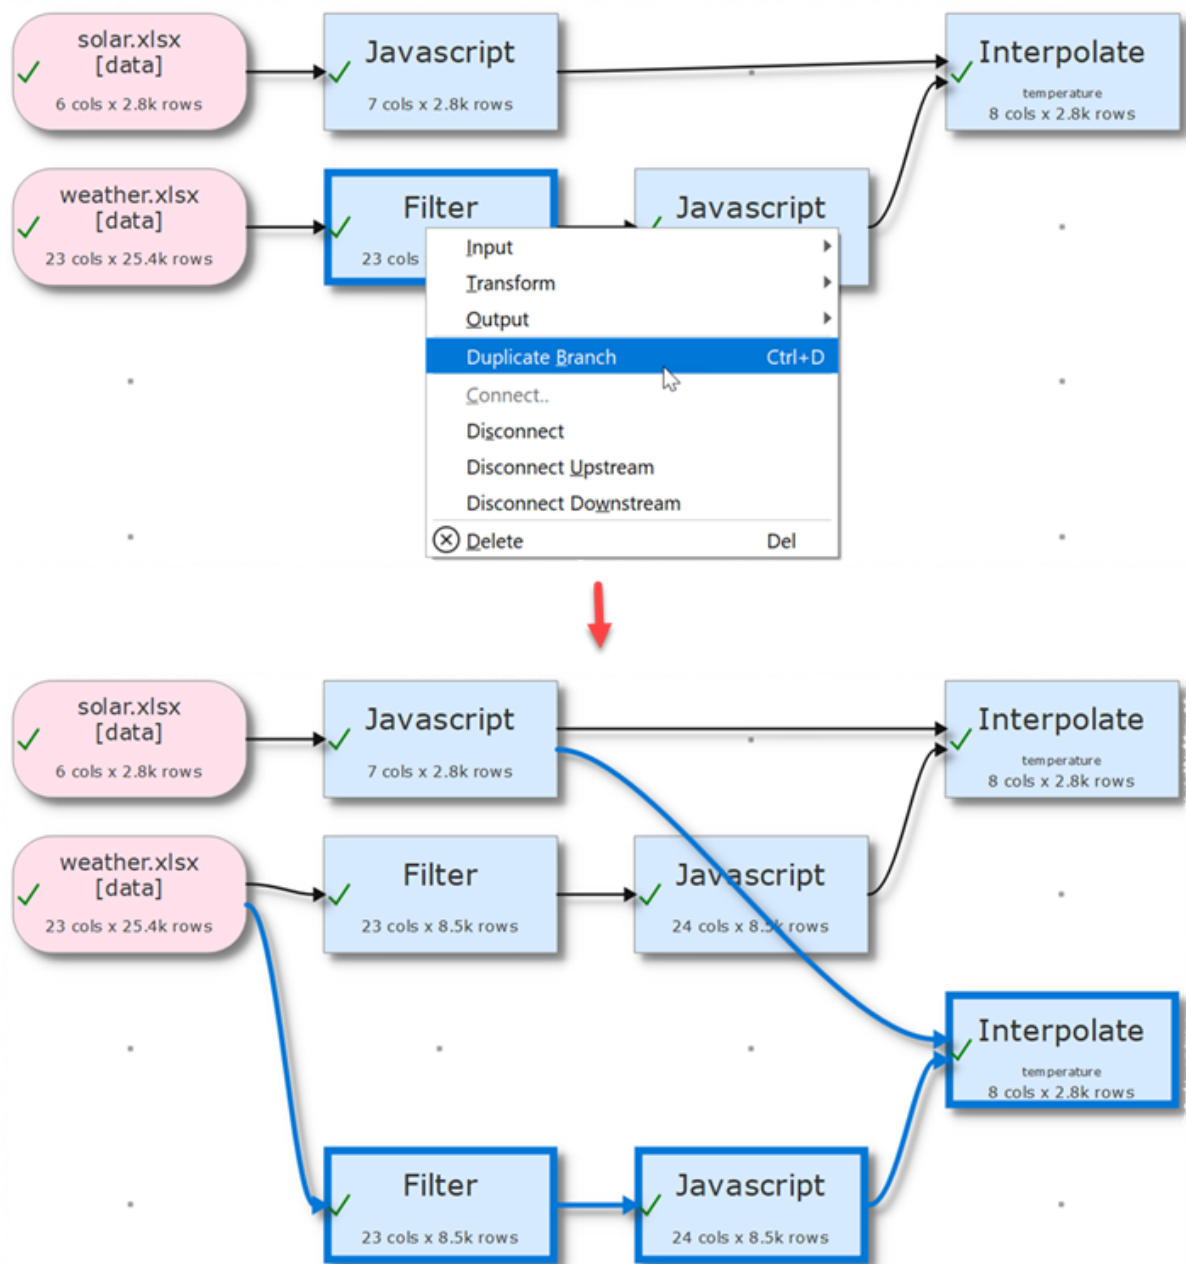 solar.xlsx
[data]
6 cols x 2.8k rows
Javascript
7 cols x 2.8k rows
Interpolate
temperature
8 cols x 2.8k rows
weather.xlsx
[data]
23 cols x 25.4k rows
Filter
23 cols
Javascript
Input
Transform
Output
Duplicate Branch Ctrl+D
Connect..
Disconnect
Disconnect Upstream
Disconnect Downstream
Delete Del
solar.xlsx
[data]
6 cols x 2.8k rows
Javascript
7 cols x 2.8k rows
Interpolate
temperature
8 cols x 2.8k rows
weather.xlsx
[data]
23 cols x 25.4k rows
Filter
23 cols x 8.5k rows
Javascript
24 cols x 8.5k rows
Interpolate
temperature
8 cols x 2.8k rows
Filter
23 cols x 8.5k rows
Javascript
24 cols x 8.5k rows